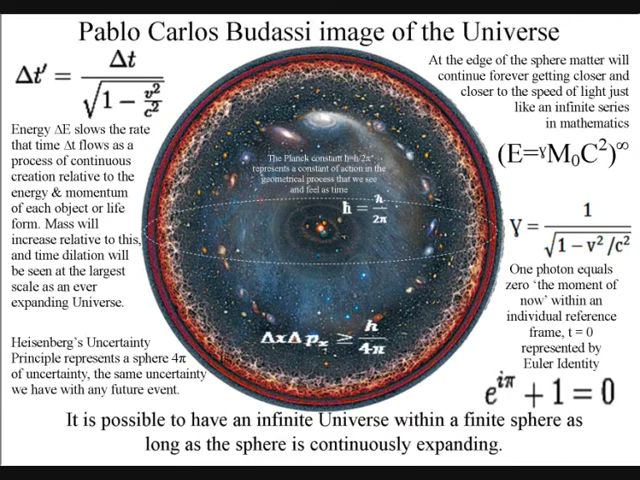 Pablo Carlos Budassi image of the Universe
Δt′ = Δt / √(1 − v²/c²)
Energy ΔE slows the rate
that time Δt flows as a
process of continuous
creation relative to the
energy & momentum
of each object or life
form. Mass will
increase relative to this,
and time dilation will
be seen at the largest
scale as an ever
expanding Universe.
Heisenberg's Uncertainty
Principle represents a sphere 4π
of uncertainty, the same uncertainty
we have with any future event.
The Planck constant ħ=h/2π
represents a constant of action in the
geometrical process that we see
and feel as time
ħ = h / 2π
Δx Δpₓ ≥ h / 4π
At the edge of the sphere matter will
continue forever getting closer and
closer to the speed of light just
like an infinite series
in mathematics
(E=ᵞM₀C²)∞
γ = 1 / √(1 − v²/c²)
One photon equals
zero 'the moment of
now' within an
individual reference
frame, t = 0
represented by
Euler Identity
e^iπ + 1 = 0
It is possible to have an infinite Universe within a finite sphere as
long as the sphere is continuously expanding.